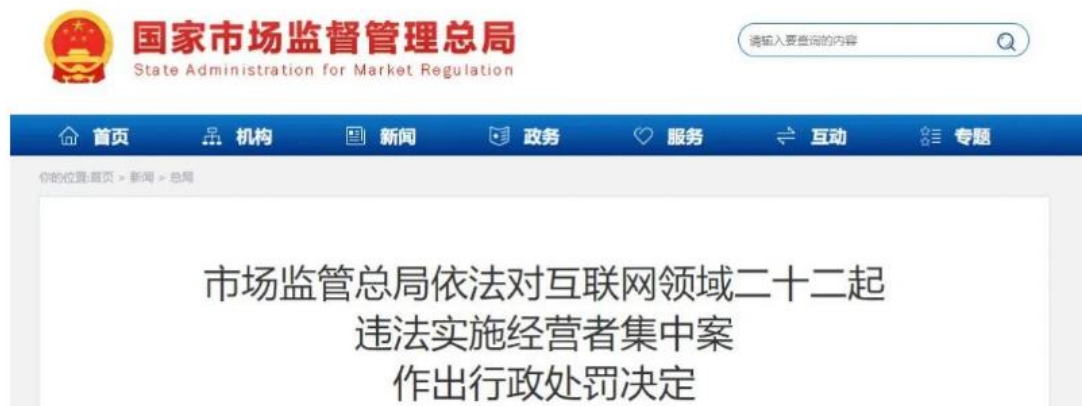 国家市场监督管理总局
State Administration for Market Regulation
请输入要查询的内容
首页 机构 新闻 政务 服务 互动 专题
你的位置:首页 > 新闻 > 总局
市场监管总局依法对互联网领域二十二起
违法实施经营者集中案
作出行政处罚决定